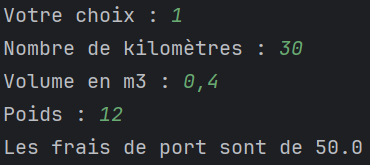 Votre choix : 1
Nombre de kilomètres : 30
Volume en m3 : 0,4
Poids : 12
Les frais de port sont de 50.0